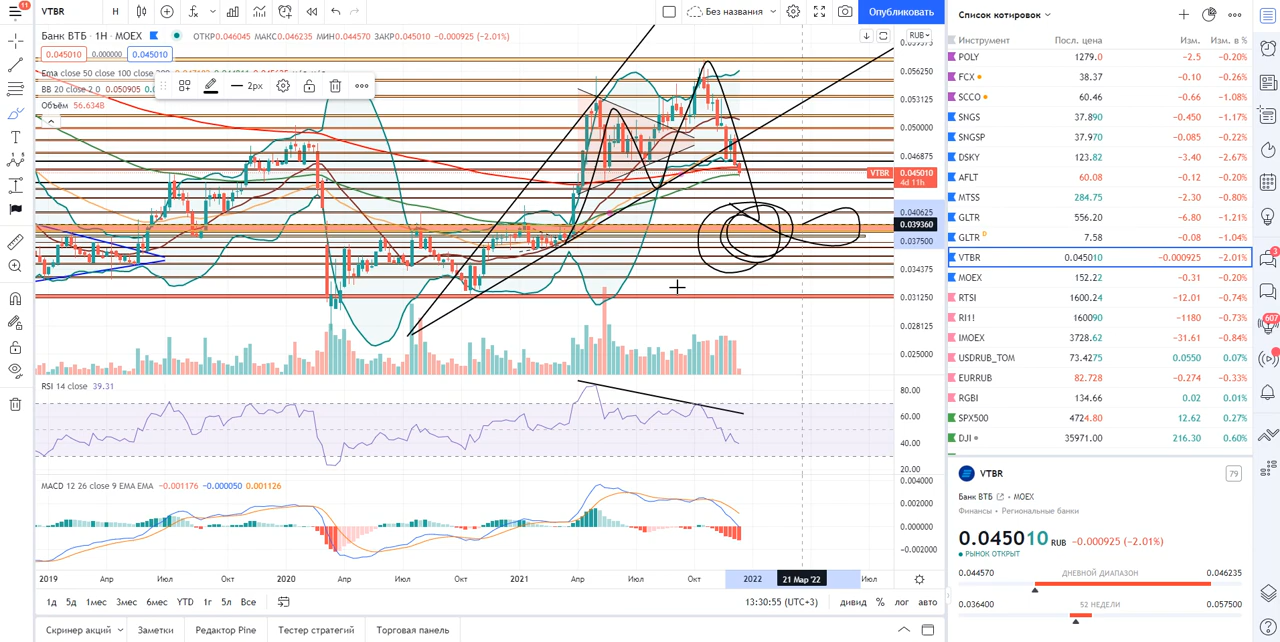 11
VTBR
Н
Без названия
Опубликовать
Список котировок
Банк ВТБ · 1Н · MOEX
ОТКР0.046045 МАКС0.046235 МИН0.044570 ЗАКР0.045010 −0.000925 (−2.01%)
RUB
0.045010 0.000000 0.045010
Ema close 50 close 100 close
BB 20 close 2 0 0.050905
2px
Объём 56.634B
0.056250
0.053125
0.050000
0.046875
VTBR 0.045010
4d 11h
0.040625
0.039360
0.037500
0.034375
0.031250
0.028125
0.025000
RSI 14 close 39.31
80.00
60.00
40.00
20.00
MACD 12 26 close 9 EMA EMA −0.001176 −0.000050 0.001126
0.004000
0.002000
0.000000
−0.002000
2019 Апр Июл Окт 2020 Апр Июл Окт 2021 Апр Июл Окт 2022 21 Мар '22 Июл
1д 5д 1мес 3мес 6мес YTD 1г 5л Все
13:30:55 (UTC+3) дивид % лог авто
Скринер акций Заметки Редактор Pine Тестер стратегий Торговая панель
Инструмент Посл. цена Изм. Изм. в %
POLY 1279.0 −2.5 −0.20%
FCX 38.37 −0.10 −0.26%
SCCO 60.46 −0.66 −1.08%
SNGS 37.890 −0.450 −1.17%
SNGSP 37.970 −0.085 −0.22%
DSKY 123.82 −3.40 −2.67%
AFLT 60.08 −0.12 −0.20%
MTSS 284.75 −2.30 −0.80%
GLTR 556.20 −6.80 −1.21%
GLTR D 7.58 −0.08 −1.04%
VTBR 0.045010 −0.000925 −2.01%
MOEX 152.22 −0.31 −0.20%
RTSI 1600.24 −12.01 −0.74%
RI1! 160090 −1180 −0.73%
IMOEX 3728.62 −31.61 −0.84%
USDRUB_TOM 73.4275 0.0550 0.07%
EURRUB 82.728 −0.274 −0.33%
RGBI 134.66 0.02 0.01%
SPX500 4724.80 12.62 0.27%
DJI 35971.00 216.30 0.60%
VTBR
79
Банк ВТБ · MOEX
Финансы · Региональные банки
0.045010 RUB −0.000925 (−2.01%)
РЫНОК ОТКРЫТ
0.044570 ДНЕВНОЙ ДИАПАЗОН 0.046235
0.036400 52 НЕДЕЛИ 0.057500
3
607